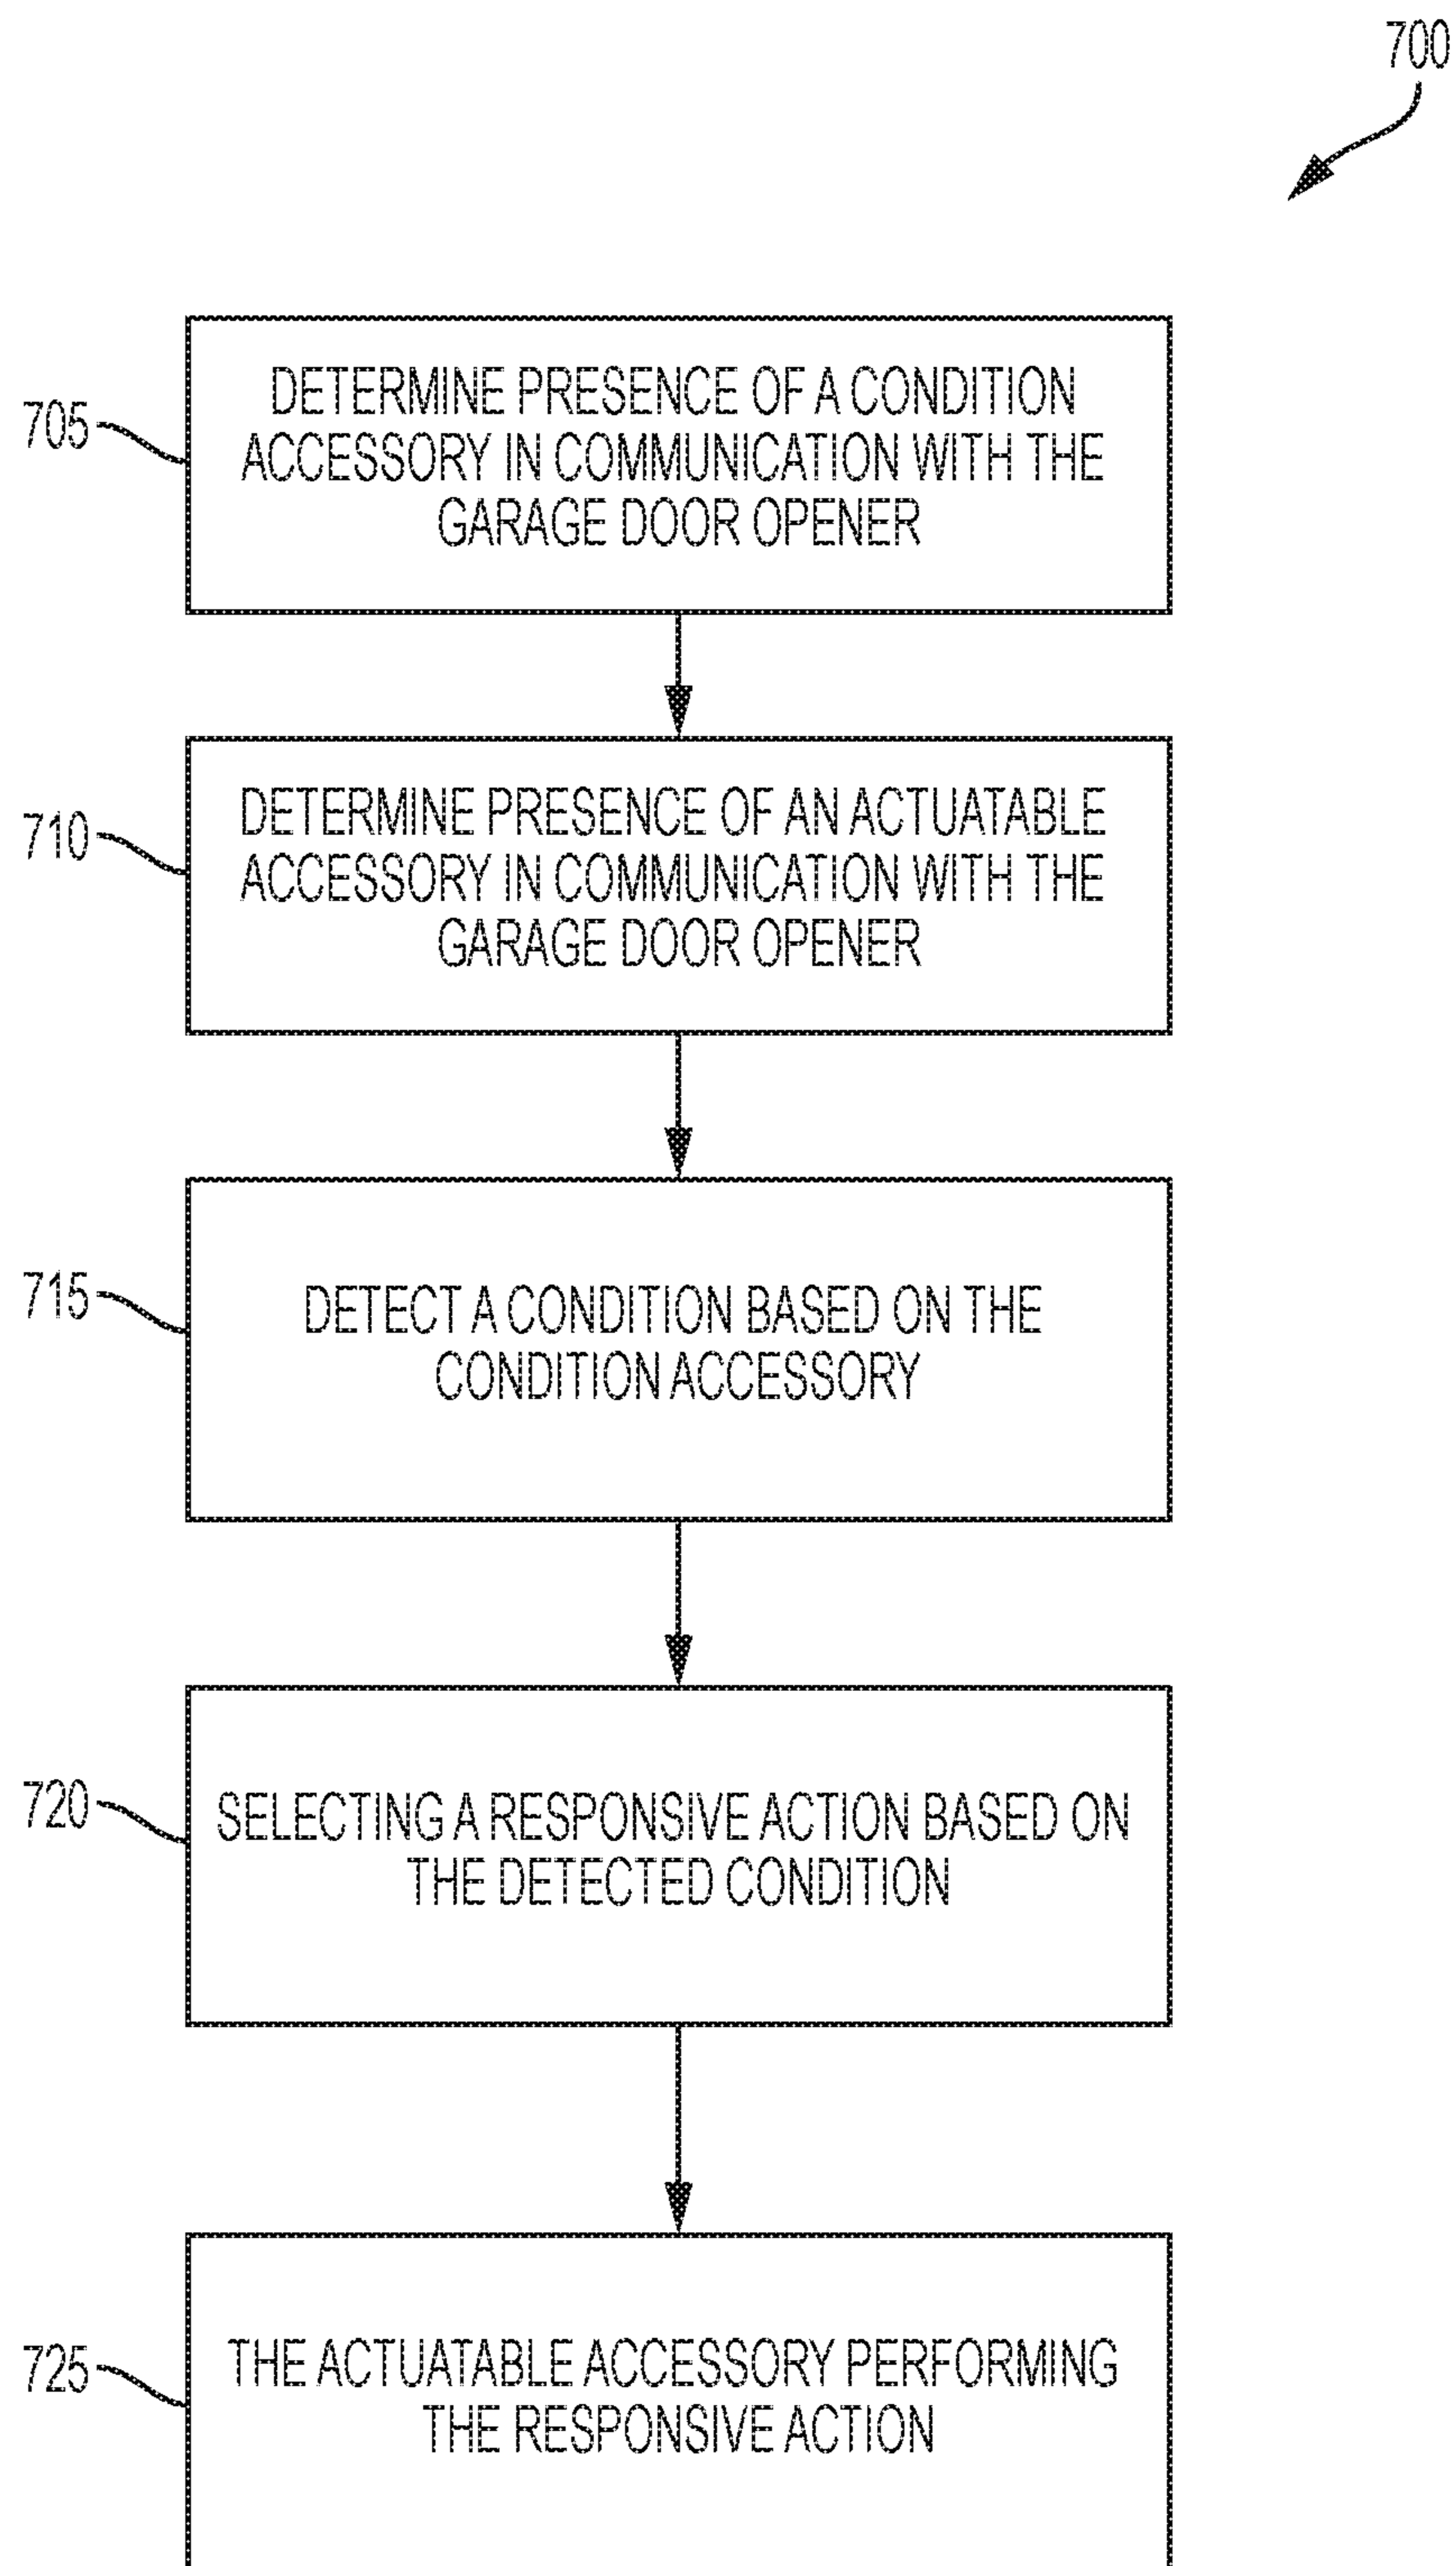 700
705
DETERMINE PRESENCE OF A CONDITION
ACCESSORY IN COMMUNICATION WITH THE
GARAGE DOOR OPENER
710
DETERMINE PRESENCE OF AN ACTUATABLE
ACCESSORY IN COMMUNICATION WITH THE
GARAGE DOOR OPENER
715
DETECT A CONDITION BASED ON THE
CONDITION ACCESSORY
720
SELECTING A RESPONSIVE ACTION BASED ON
THE DETECTED CONDITION
725
THE ACTUATABLE ACCESSORY PERFORMING
THE RESPONSIVE ACTION